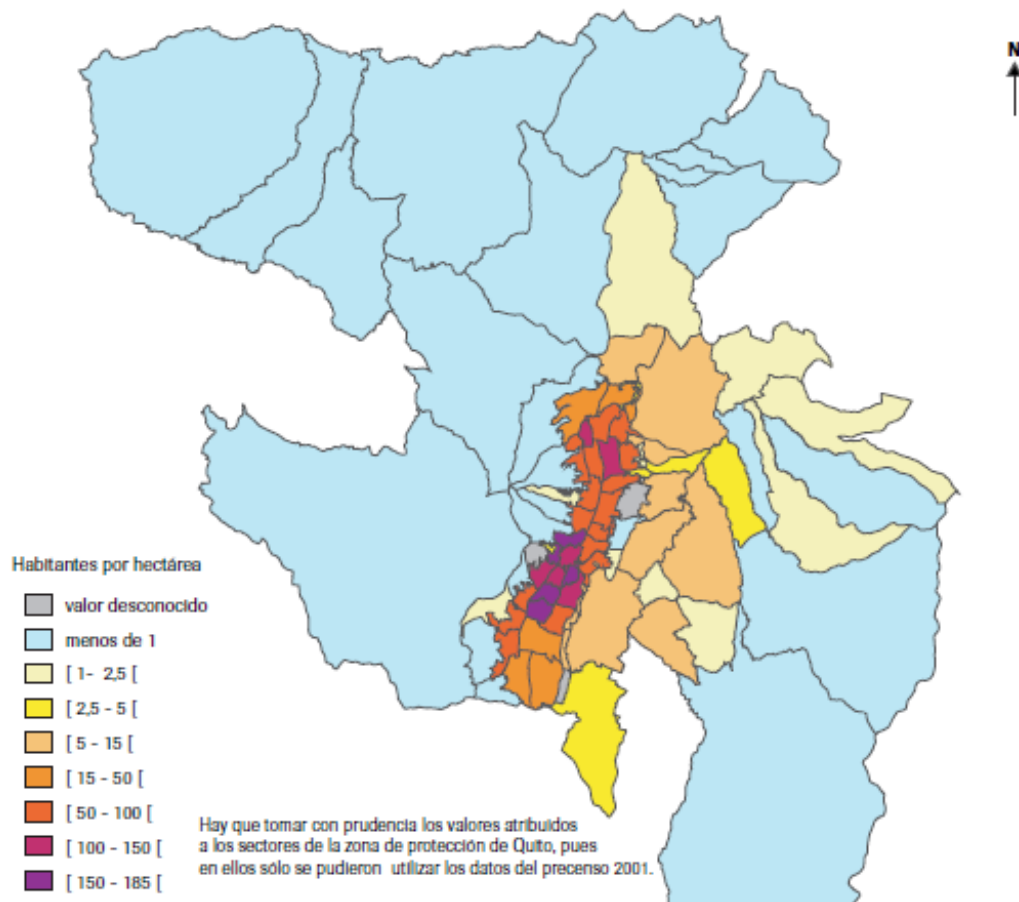 N
Habitantes por hectárea
valor desconocido
menos de 1
[ 1- 2,5 [
[ 2,5 - 5 [
[ 5 - 15 [
[ 15 - 50 [
[ 50 - 100 [
[ 100 - 150 [
[ 150 - 185 [
Hay que tomar con prudencia los valores atribuidos
a los sectores de la zona de protección de Quito, pues
en ellos sólo se pudieron utilizar los datos del precenso 2001.